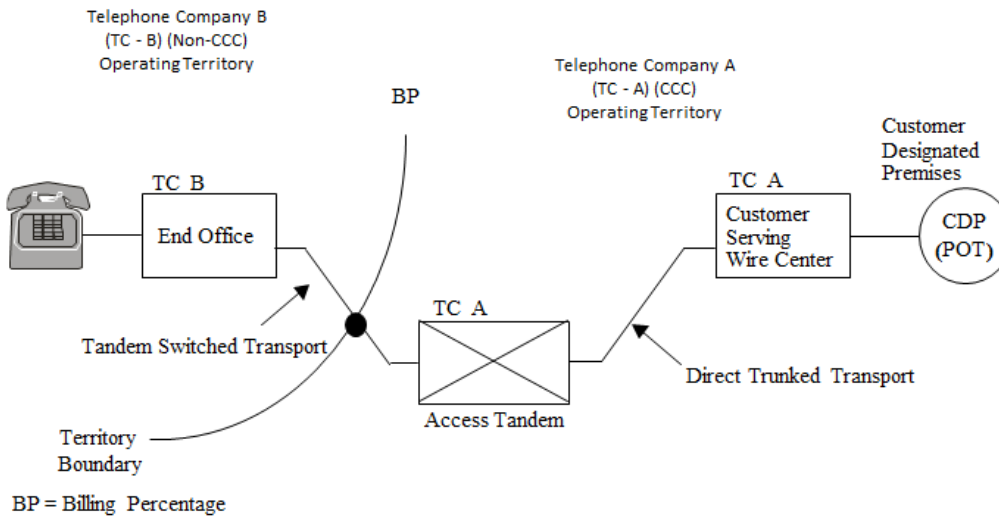 Telephone Company B
(TC - B) (Non-CCC)
Operating Territory
Telephone Company A
(TC - A) (CCC)
Operating Territory
BP
Customer
Designated
Premises
TC B
End Office
TC A
Customer
Serving
Wire Center
CDP
(POT)
TC A
Tandem Switched Transport
Direct Trunked Transport
Access Tandem
Territory
Boundary
BP = Billing Percentage